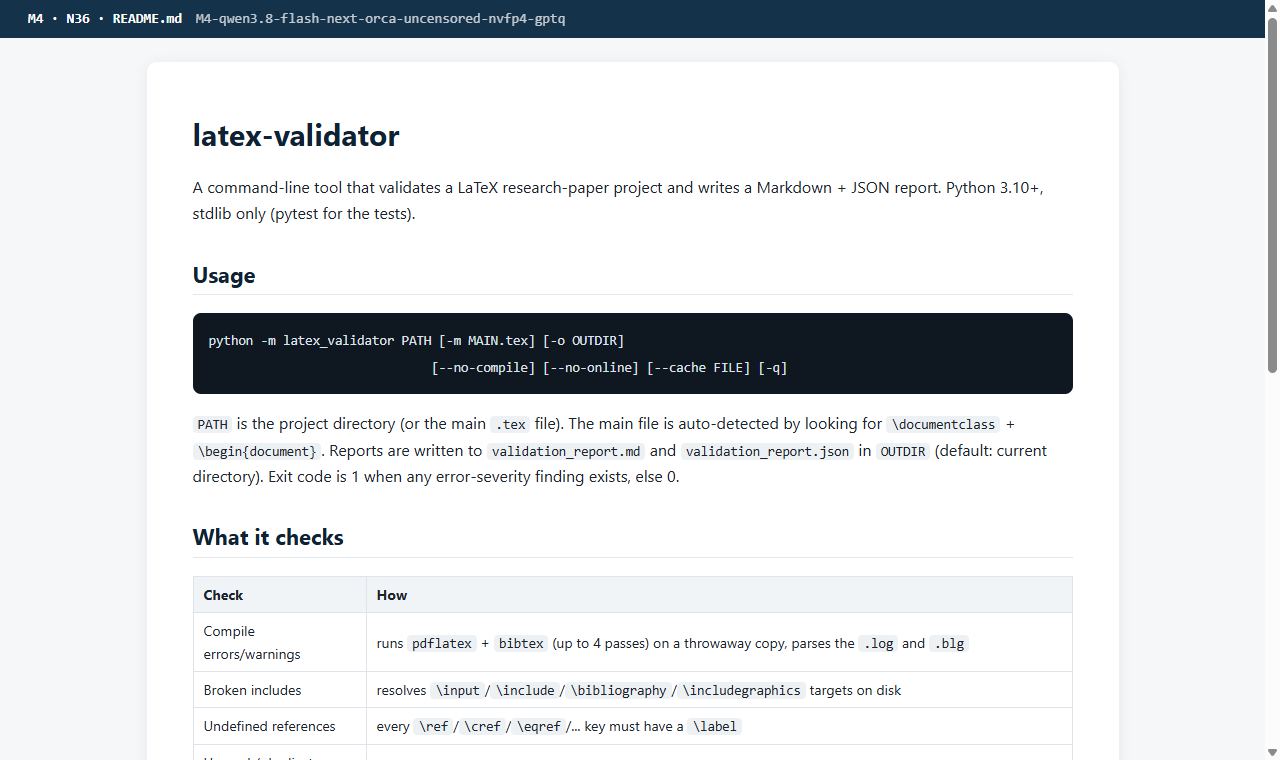 M4 • N36 • README.md M4-qwen3.8-flash-next-orca-uncensored-nvfp4-gptq
latex-validator
A command-line tool that validates a LaTeX research-paper project and writes a Markdown + JSON report. Python 3.10+,
stdlib only (pytest for the tests).
Usage
python -m latex_validator PATH [-m MAIN.tex] [-o OUTDIR]
[--no-compile] [--no-online] [--cache FILE] [-q]
PATH is the project directory (or the main .tex file). The main file is auto-detected by looking for \documentclass +
\begin{document}. Reports are written to validation_report.md and validation_report.json in OUTDIR (default: current
directory). Exit code is 1 when any error-severity finding exists, else 0.
What it checks
Check How
Compile
errors/warnings
runs pdflatex + bibtex (up to 4 passes) on a throwaway copy, parses the .log and .blg
Broken includes resolves \input / \include / \bibliography / \includegraphics targets on disk
Undefined references every \ref / \cref / \eqref /... key must have a \label